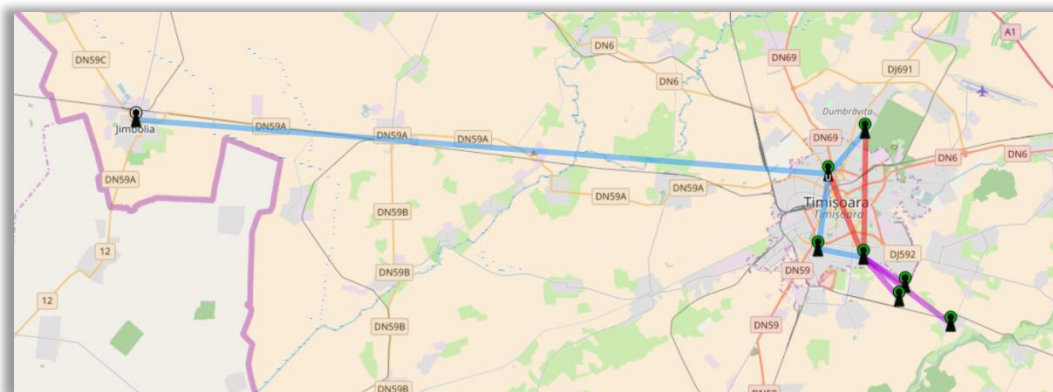 A1
DN6
DN69
DN59C
DJ691
DN6
Dumbrăvița
DN59A
Jimbolia
DN59A
DN59A
DN69
DN6
DN6
DN59A
DN59A
DN59A
Timișoara
Timișoara
DN59B
12
DJ592
DN59B
DN59
12
DN59B
DN59
DN59B